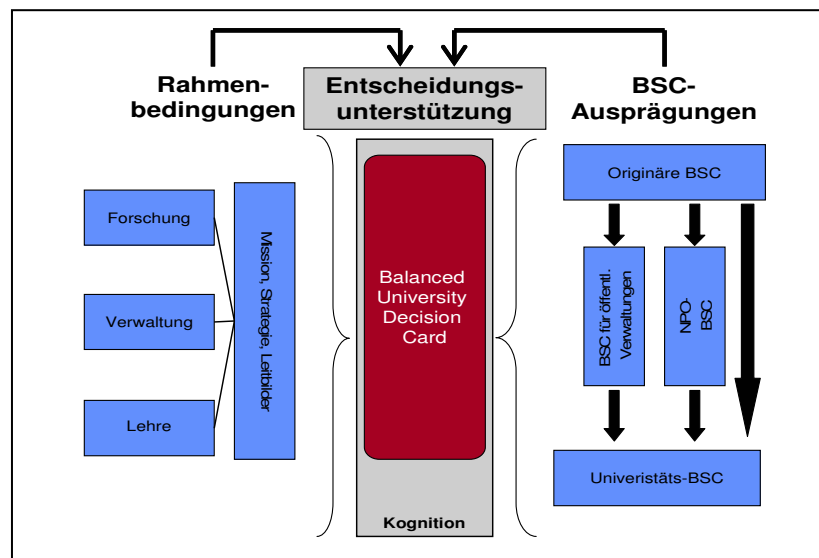 Rahmen-
bedingungen
Forschung
Verwaltung
Lehre
Mission, Strategie, Leitbilder
Entscheidungs-
unterstützung
Balanced
University
Decision
Card
Kognition
BSC-
Ausprägungen
Originäre BSC
BSC für öffentl.
Verwaltungen
NPO-
BSC
Univeristäts-BSC